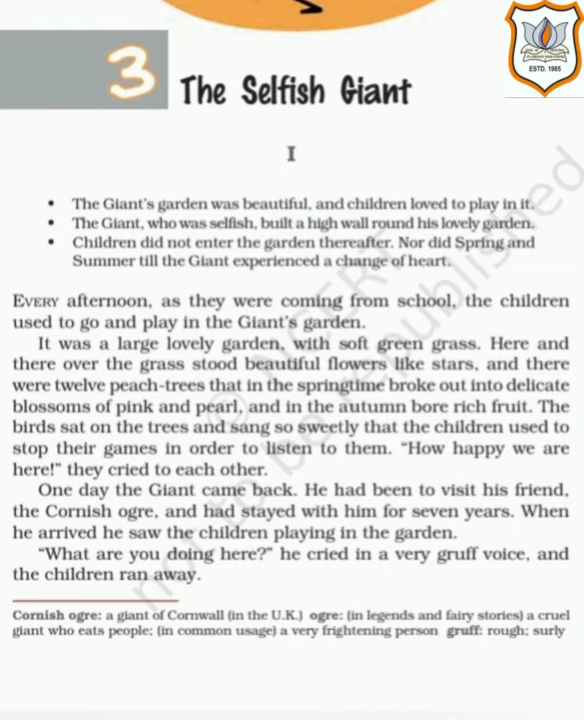 ESTD. 1985
3 The Selfish Giant
I
• The Giant's garden was beautiful, and children loved to play in it.
• The Giant, who was selfish, built a high wall round his lovely garden.
• Children did not enter the garden thereafter. Nor did Spring and
Summer till the Giant experienced a change of heart.
EVERY afternoon, as they were coming from school, the children
used to go and play in the Giant's garden.
It was a large lovely garden, with soft green grass. Here and
there over the grass stood beautiful flowers like stars, and there
were twelve peach-trees that in the springtime broke out into delicate
blossoms of pink and pearl, and in the autumn bore rich fruit. The
birds sat on the trees and sang so sweetly that the children used to
stop their games in order to listen to them. “How happy we are
here!” they cried to each other.
One day the Giant came back. He had been to visit his friend,
the Cornish ogre, and had stayed with him for seven years. When
he arrived he saw the children playing in the garden.
“What are you doing here?” he cried in a very gruff voice, and
the children ran away.
Cornish ogre: a giant of Cornwall (in the U.K.) ogre: (in legends and fairy stories) a cruel
giant who eats people; (in common usage) a very frightening person gruff: rough; surly
© NCERT
not to be republished